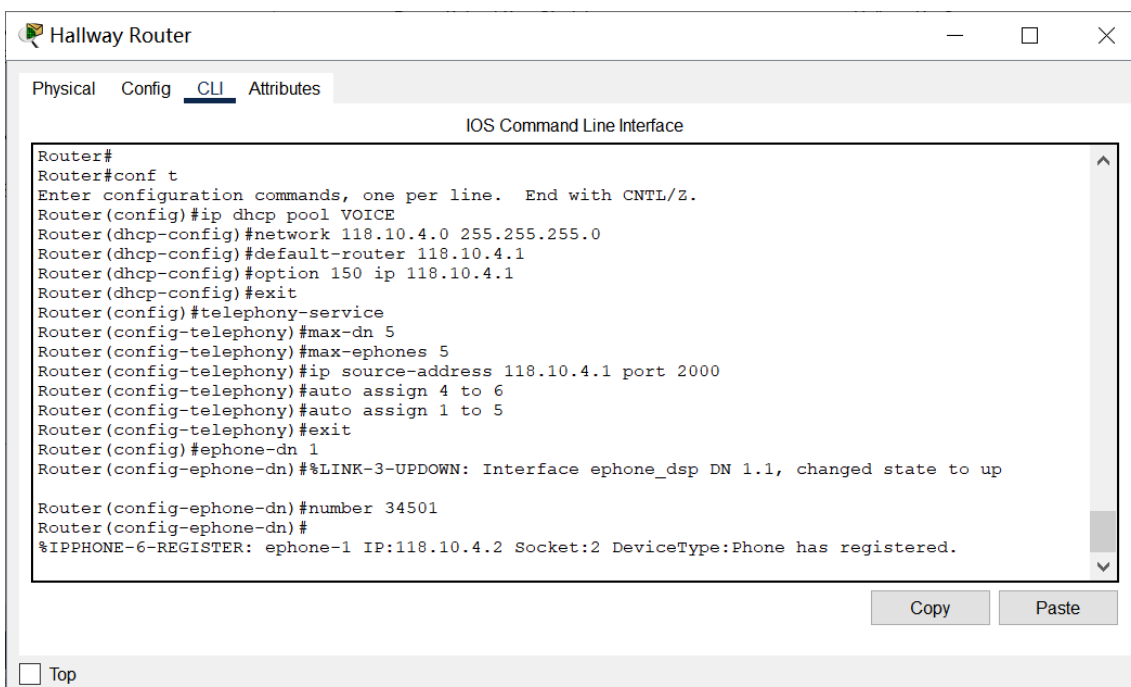 Hallway Router
Physical Config CLI Attributes
IOS Command Line Interface
Router#
Router#conf t
Enter configuration commands, one per line.  End with CNTL/Z.
Router(config)#ip dhcp pool VOICE
Router(dhcp-config)#network 118.10.4.0 255.255.255.0
Router(dhcp-config)#default-router 118.10.4.1
Router(dhcp-config)#option 150 ip 118.10.4.1
Router(dhcp-config)#exit
Router(config)#telephony-service
Router(config-telephony)#max-dn 5
Router(config-telephony)#max-ephones 5
Router(config-telephony)#ip source-address 118.10.4.1 port 2000
Router(config-telephony)#auto assign 4 to 6
Router(config-telephony)#auto assign 1 to 5
Router(config-telephony)#exit
Router(config)#ephone-dn 1
Router(config-ephone-dn)#%LINK-3-UPDOWN: Interface ephone_dsp DN 1.1, changed state to up
Router(config-ephone-dn)#number 34501
Router(config-ephone-dn)#
%IPPHONE-6-REGISTER: ephone-1 IP:118.10.4.2 Socket:2 DeviceType:Phone has registered.
Copy Paste
Top